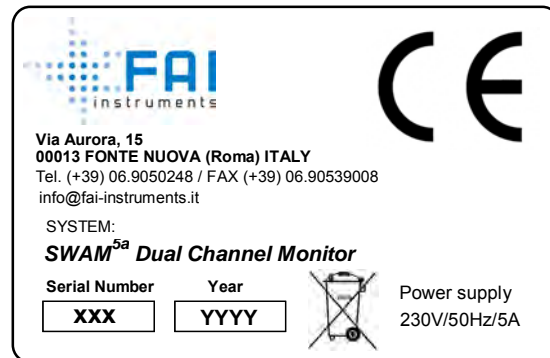 FAI
instruments
CE
Via Aurora, 15
00013 FONTE NUOVA (Roma) ITALY
Tel. (+39) 06.9050248 / FAX (+39) 06.90539008
info@fai-instruments.it
SYSTEM:
SWAM5a Dual Channel Monitor
Serial Number Year
XXX YYYY
Power supply
230V/50Hz/5A